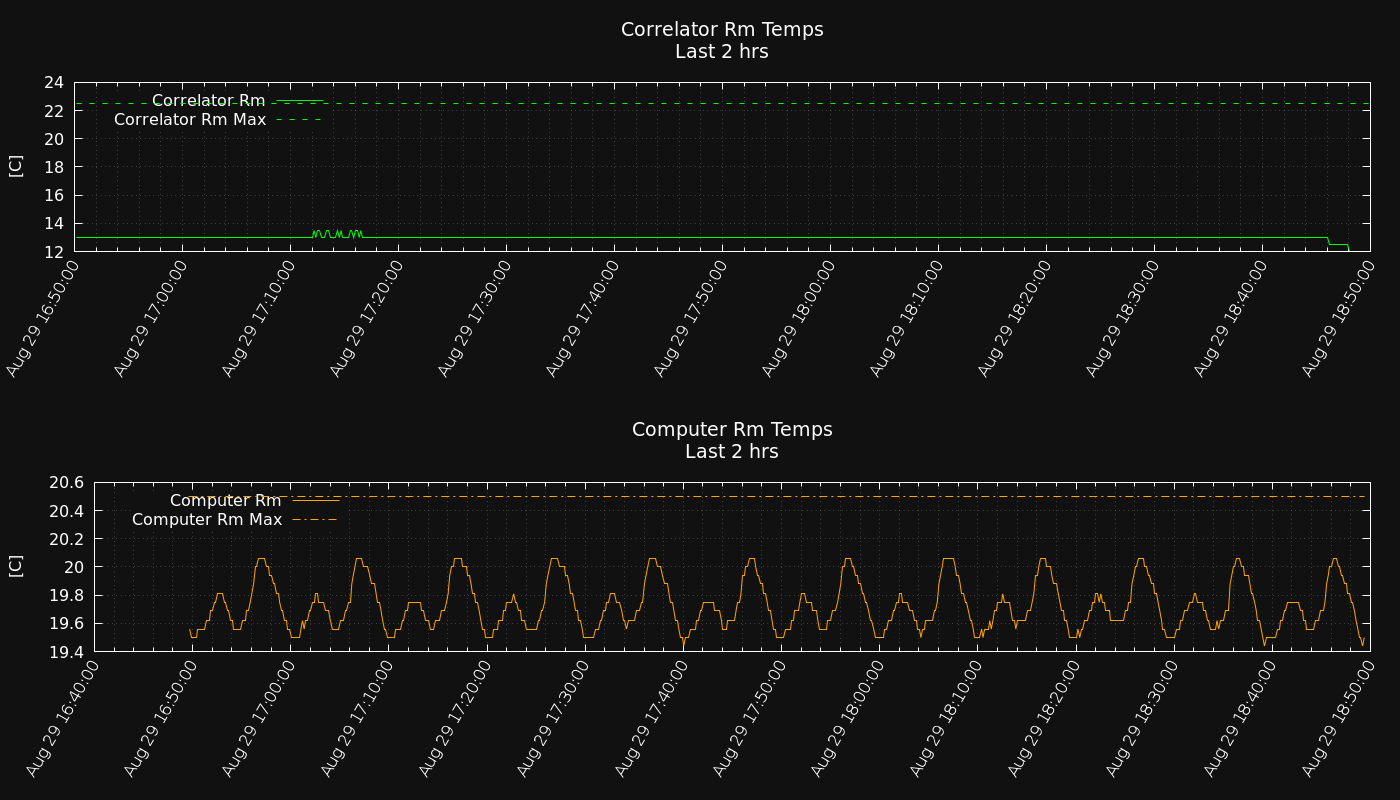 Correlator Rm Temps
Last 2 hrs
[C]
24
22
20
18
16
14
12
Correlator Rm
Correlator Rm Max
Aug 29 16:50:00
Aug 29 17:00:00
Aug 29 17:10:00
Aug 29 17:20:00
Aug 29 17:30:00
Aug 29 17:40:00
Aug 29 17:50:00
Aug 29 18:00:00
Aug 29 18:10:00
Aug 29 18:20:00
Aug 29 18:30:00
Aug 29 18:40:00
Aug 29 18:50:00
Computer Rm Temps
Last 2 hrs
[C]
20.6
20.4
20.2
20
19.8
19.6
19.4
Computer Rm
Computer Rm Max
Aug 29 16:40:00
Aug 29 16:50:00
Aug 29 17:00:00
Aug 29 17:10:00
Aug 29 17:20:00
Aug 29 17:30:00
Aug 29 17:40:00
Aug 29 17:50:00
Aug 29 18:00:00
Aug 29 18:10:00
Aug 29 18:20:00
Aug 29 18:30:00
Aug 29 18:40:00
Aug 29 18:50:00